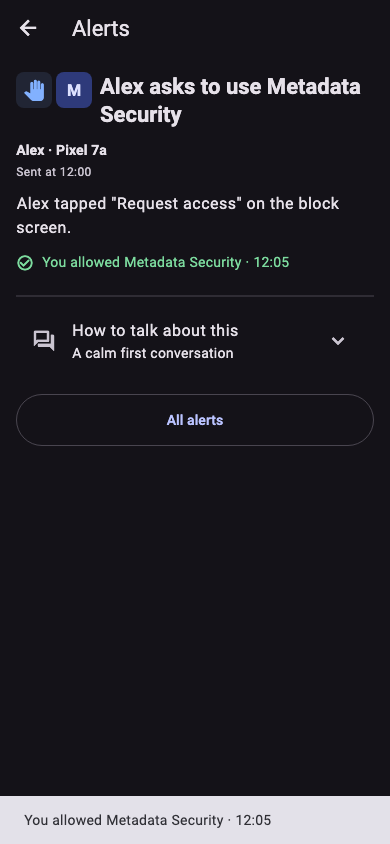 Alerts
M
Alex asks to use Metadata
Security
Alex · Pixel 7a
Sent at 12:00
Alex tapped "Request access" on the block
screen.
You allowed Metadata Security · 12:05
How to talk about this
A calm first conversation
All alerts
You allowed Metadata Security · 12:05